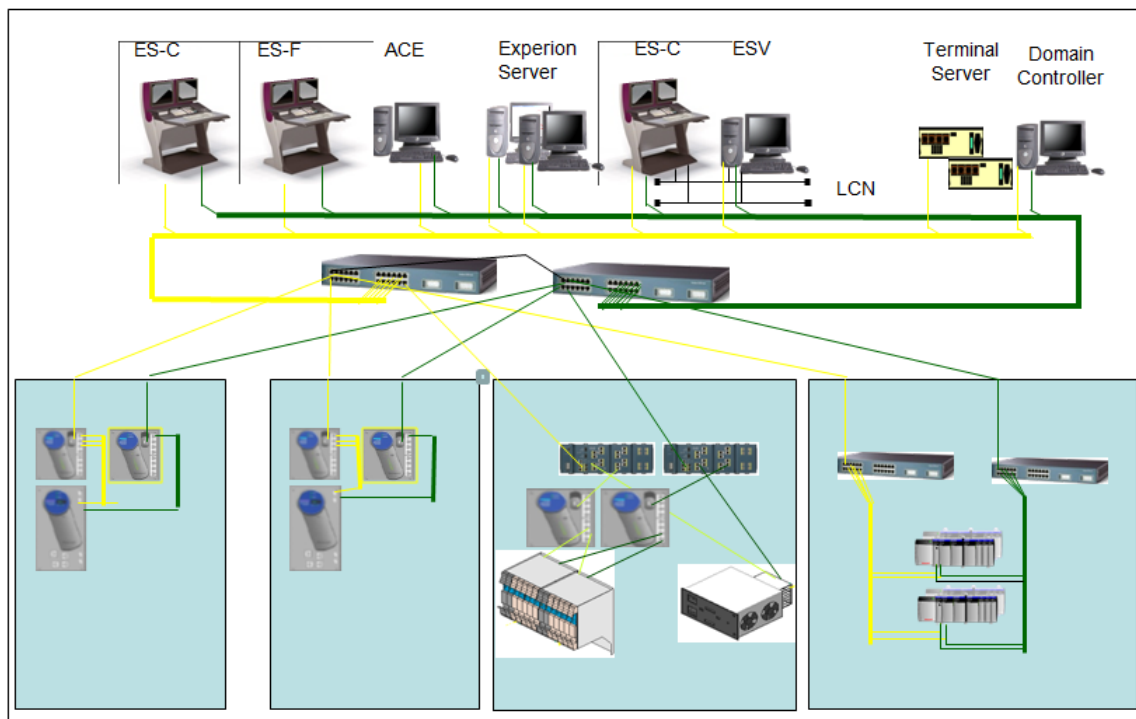 ES-C
ES-F
ACE
Experion
Server
ES-C
ESV
Terminal
Server
Domain
Controller
LCN